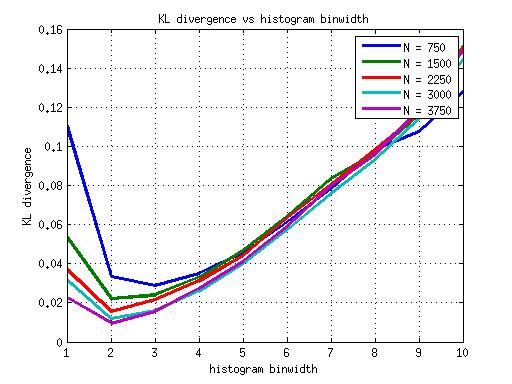 KL divergence vs histogram binwidth
0.16
0.14
0.12
0.1
0.08
0.06
0.04
0.02
0
KL divergence
N = 750
N = 1500
N = 2250
N = 3000
N = 3750
1 2 3 4 5 6 7 8 9 10
histogram binwidth